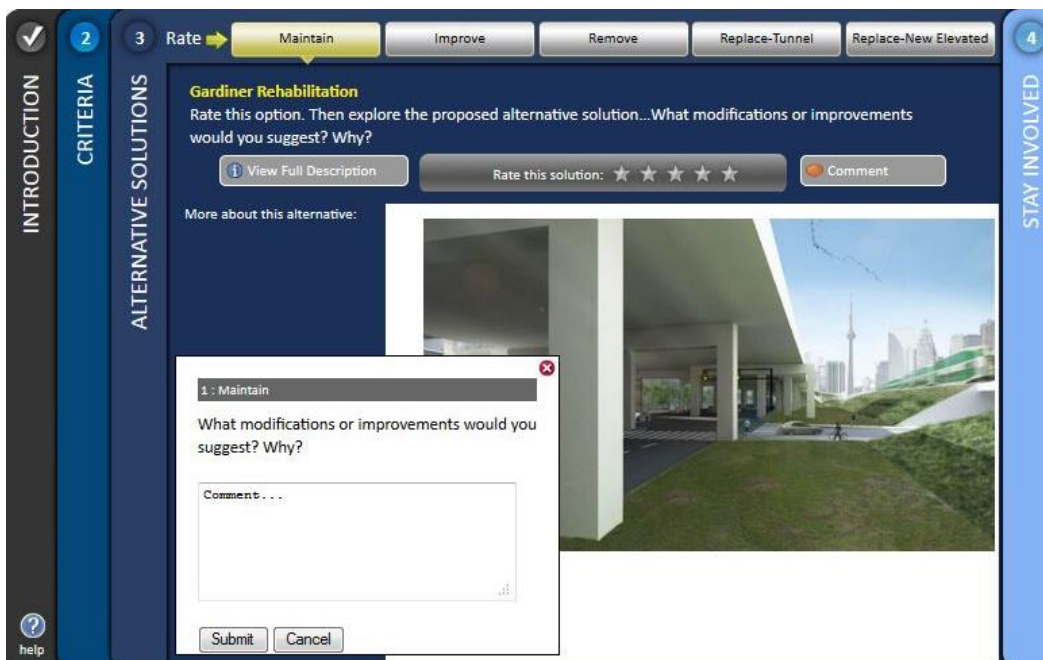 INTRODUCTION
help
2
CRITERIA
3
ALTERNATIVE SOLUTIONS
Rate
Maintain
Improve
Remove
Replace-Tunnel
Replace-New Elevated
4
STAY INVOLVED
Gardiner Rehabilitation
Rate this option. Then explore the proposed alternative solution...What modifications or improvements
would you suggest? Why?
View Full Description
Rate this solution:
Comment
More about this alternative:
1 : Maintain
What modifications or improvements would you
suggest? Why?
Comment...
Submit
Cancel